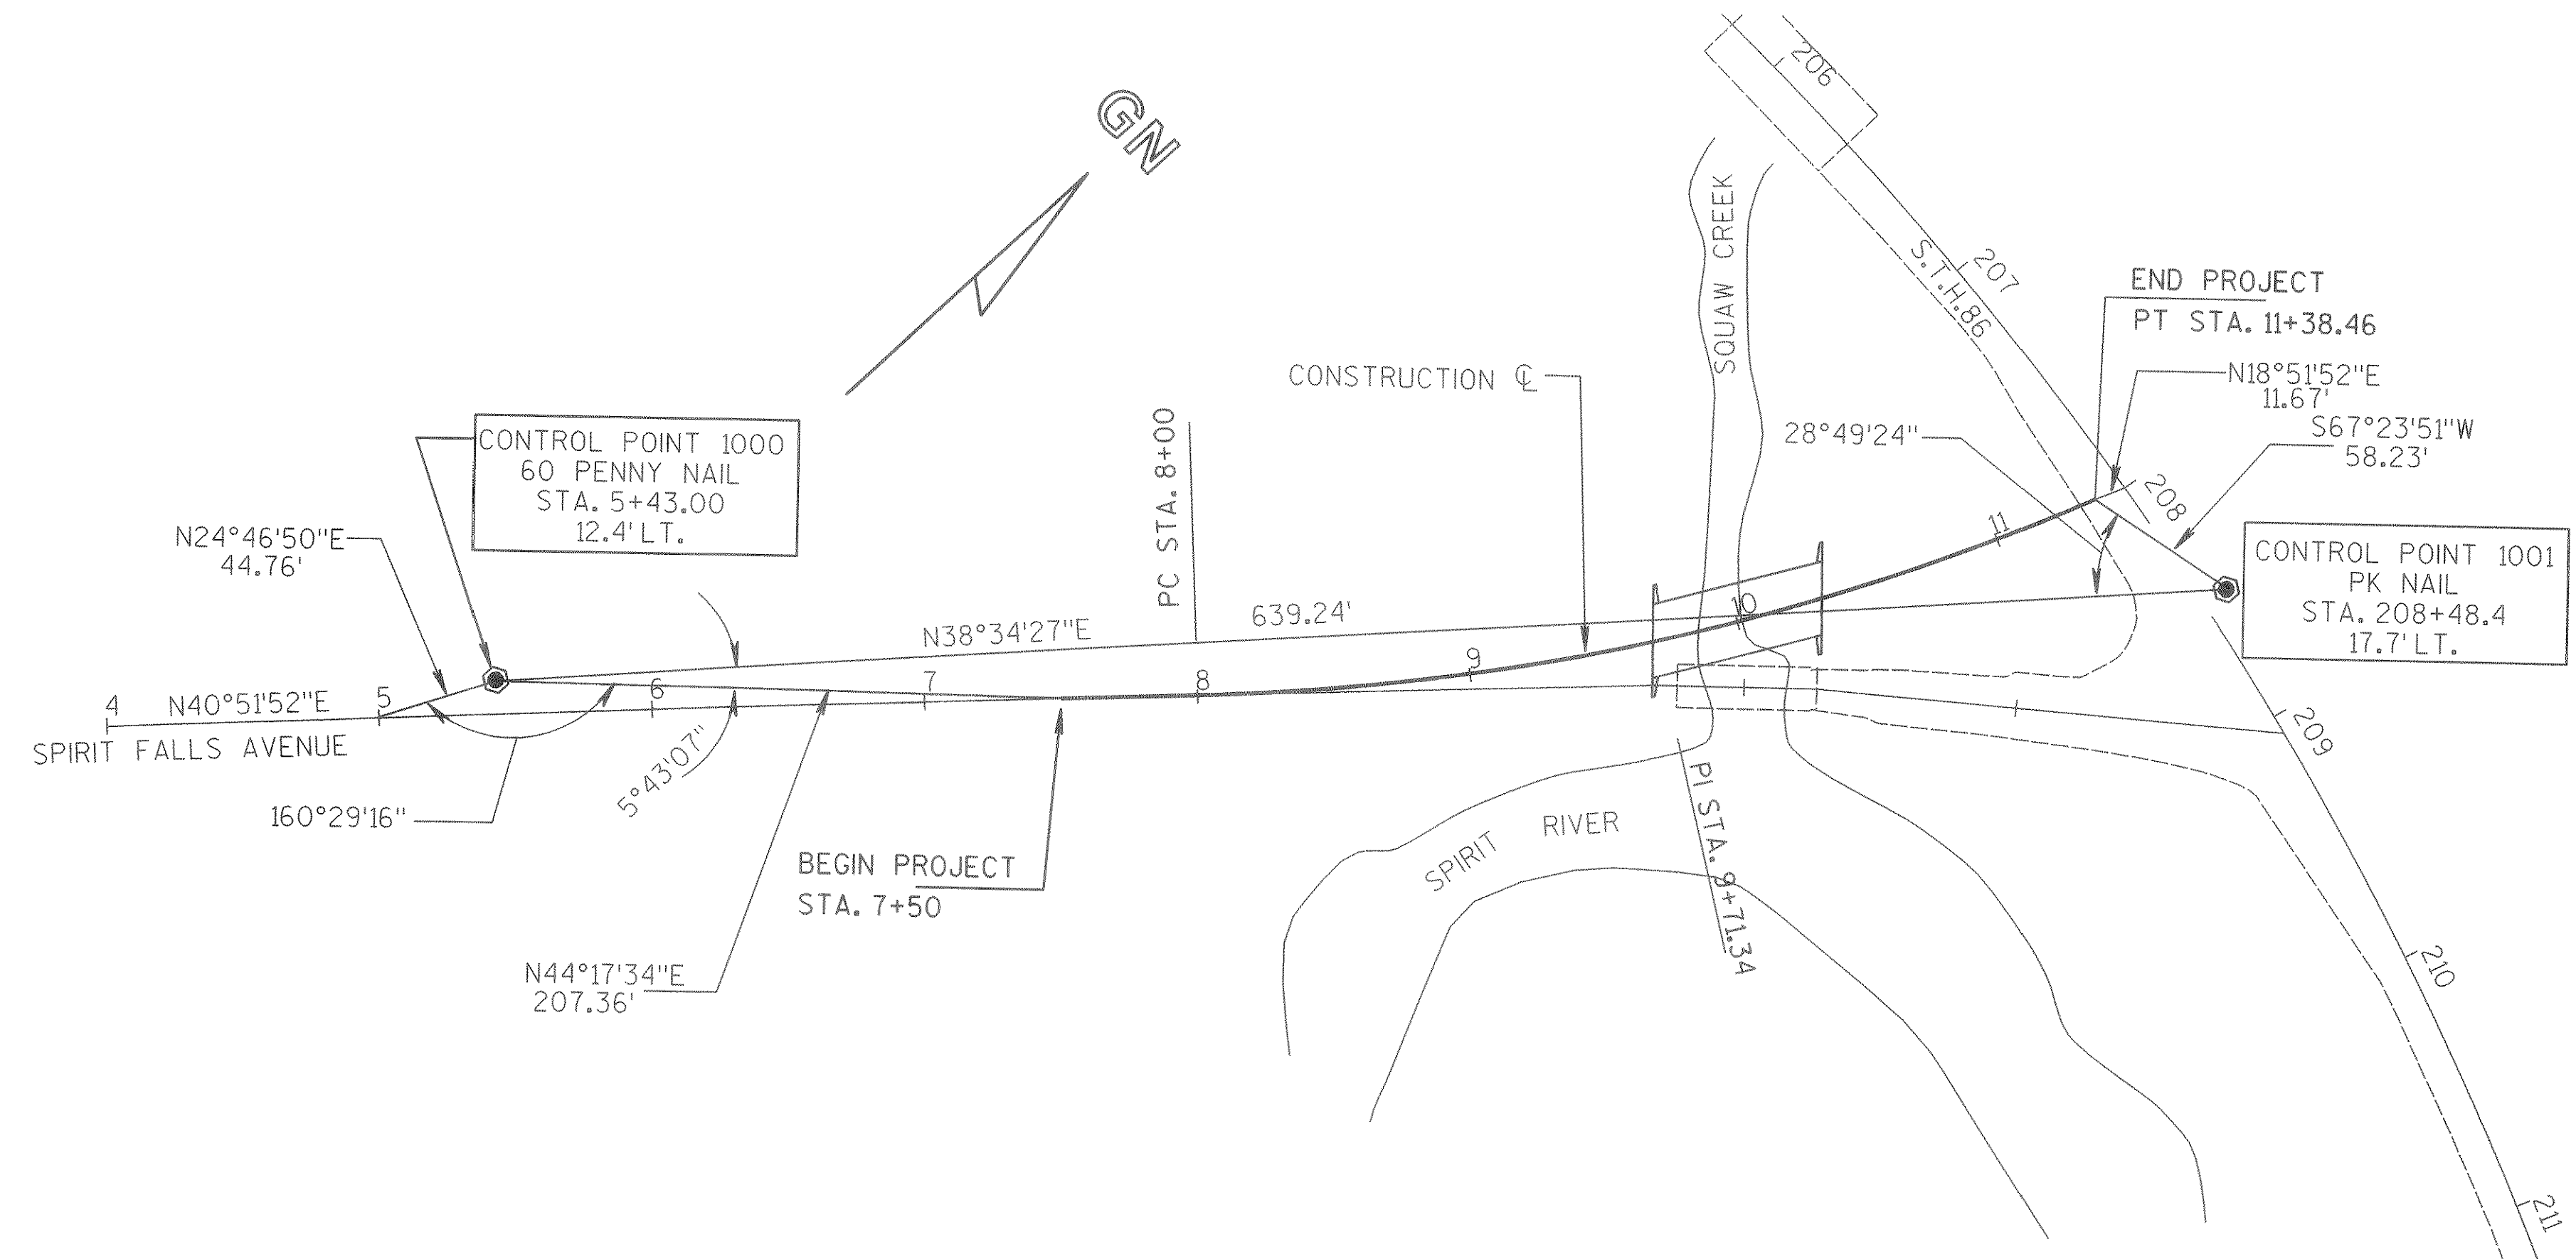 GN
206
207
S.T.H.86
SQUAW CREEK
END PROJECT
PT STA. 11+38.46
N18°51'52"E
11.67'
S67°23'51"W
58.23'
28°49'24"
CONSTRUCTION ℄
PC STA. 8+00
CONTROL POINT 1000
60 PENNY NAIL
STA. 5+43.00
12.4' LT.
N24°46'50"E
44.76'
208
CONTROL POINT 1001
PK NAIL
STA. 208+48.4
17.7' LT.
N38°34'27"E
639.24'
4
N40°51'52"E
5
6
7
8
9
10
11
SPIRIT FALLS AVENUE
209
160°29'16"
5°43'07"
BEGIN PROJECT
STA. 7+50
SPIRIT RIVER
PI STA. 9+71.34
N44°17'34"E
207.36'
210
211